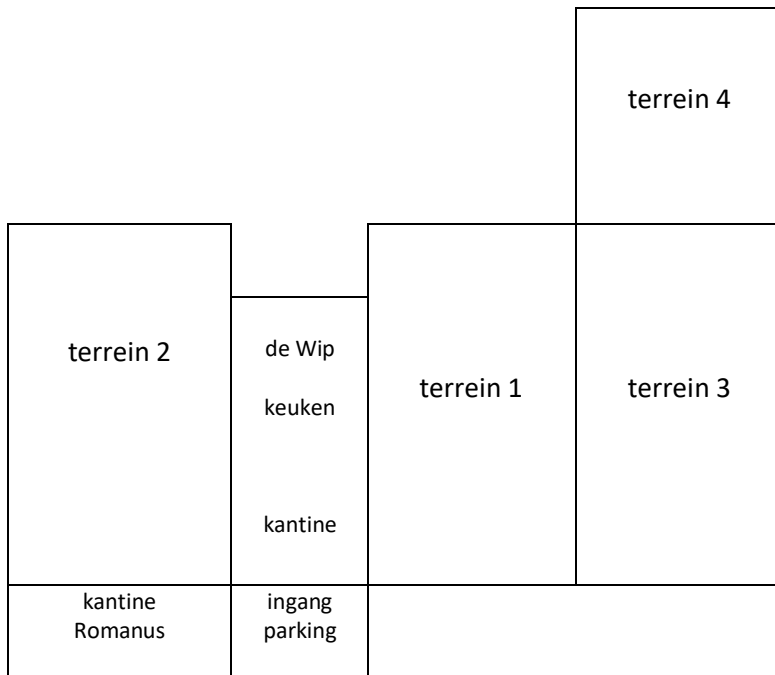 terrein 4
terrein 2
de Wip
keuken
kantine
terrein 1
terrein 3
kantine
Romanus
ingang
parking